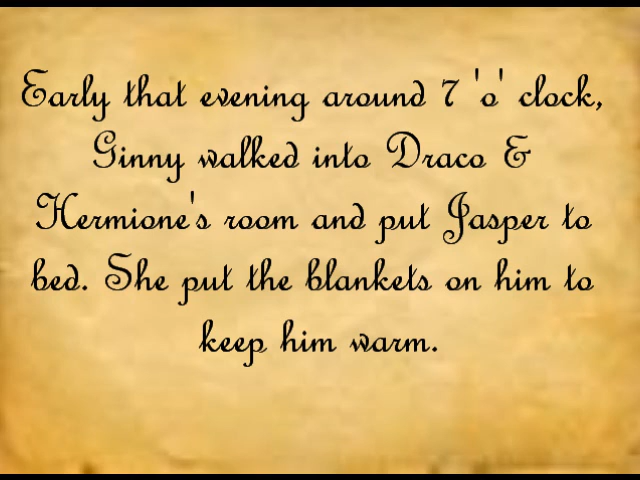 Early that evening around 7 'o' clock,
Ginny walked into Draco &
Hermione's room and put Jasper to
bed. She put the blankets on him to
keep him warm.